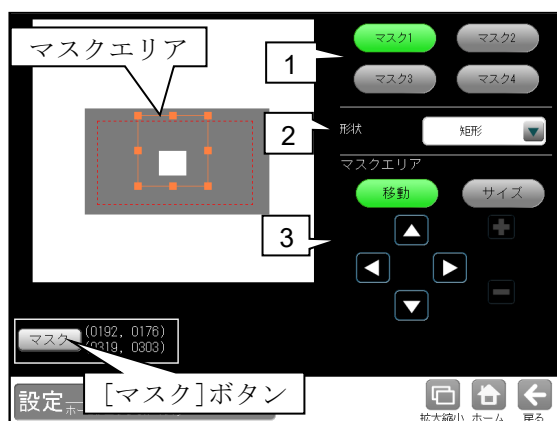 マスクエリア
1
マスク1
マスク2
マスク3
マスク4
2
形状
矩形
マスクエリア
3
移動
サイズ
マスク
(0192, 0176)
(0319, 0303)
[マスク]ボタン
設定
ホー
拡大縮小
ホーム
戻る